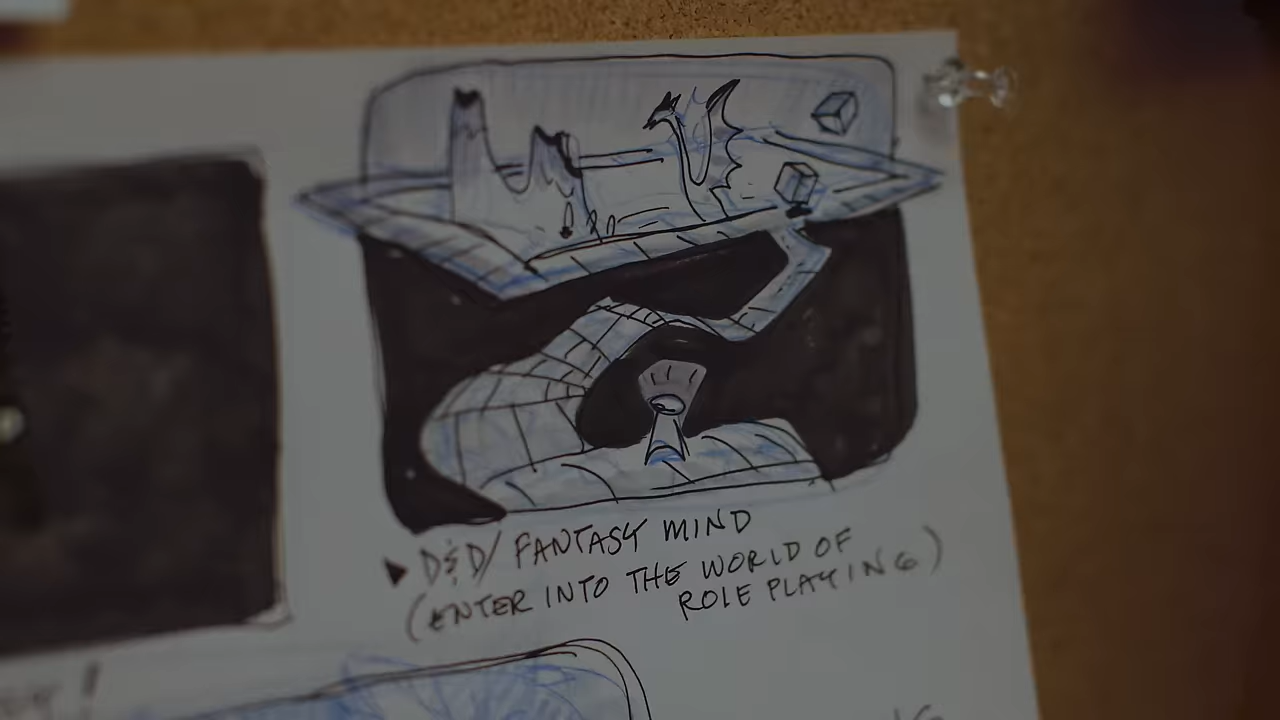 ▶ D&D/ FANTASY MIND
(ENTER INTO THE WORLD OF
ROLE PLAYING)